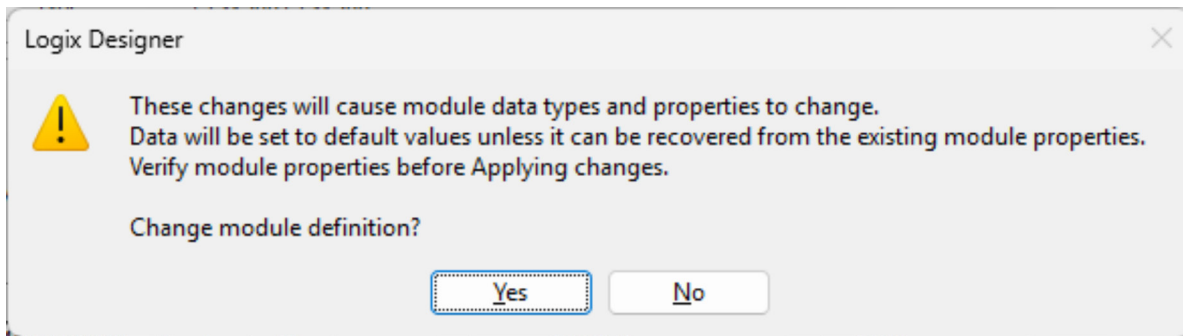 Logix Designer
These changes will cause module data types and properties to change.
Data will be set to default values unless it can be recovered from the existing module properties.
Verify module properties before Applying changes.
Change module definition?
Yes No